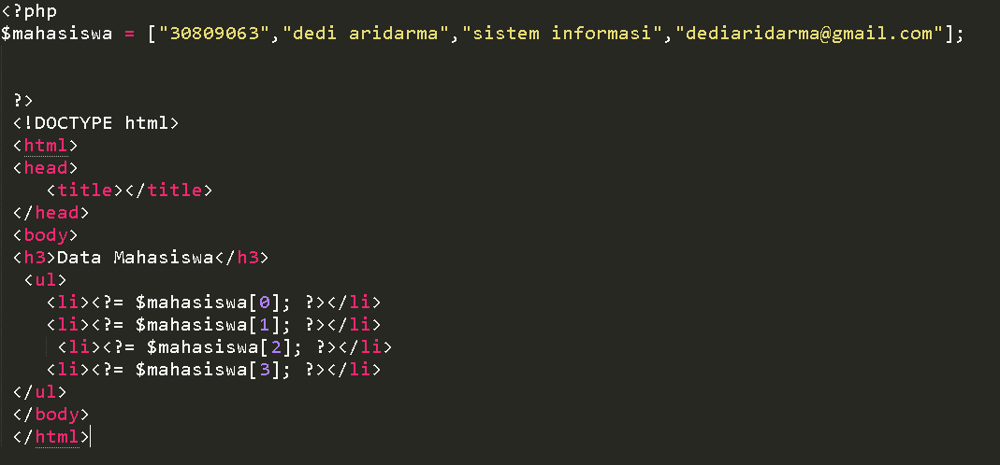 <?php
$mahasiswa = ["30809063","dedi aridarma","sistem informasi","dediaridarma@gmail.com"];
?>
<!DOCTYPE html>
<html>
<head>
<title></title>
</head>
<body>
<h3>Data Mahasiswa</h3>
<ul>
<li><?= $mahasiswa[0]; ?></li>
<li><?= $mahasiswa[1]; ?></li>
<li><?= $mahasiswa[2]; ?></li>
<li><?= $mahasiswa[3]; ?></li>
</ul>
</body>
</html>